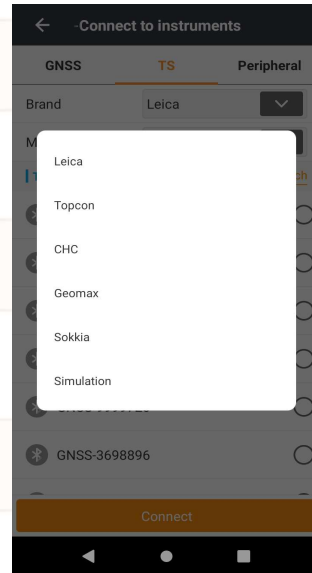 -Connect to instruments
GNSS TS Peripheral
Brand Leica
Leica
Topcon
CHC
Geomax
Sokkia
Simulation
GNSS-3698896
Connect